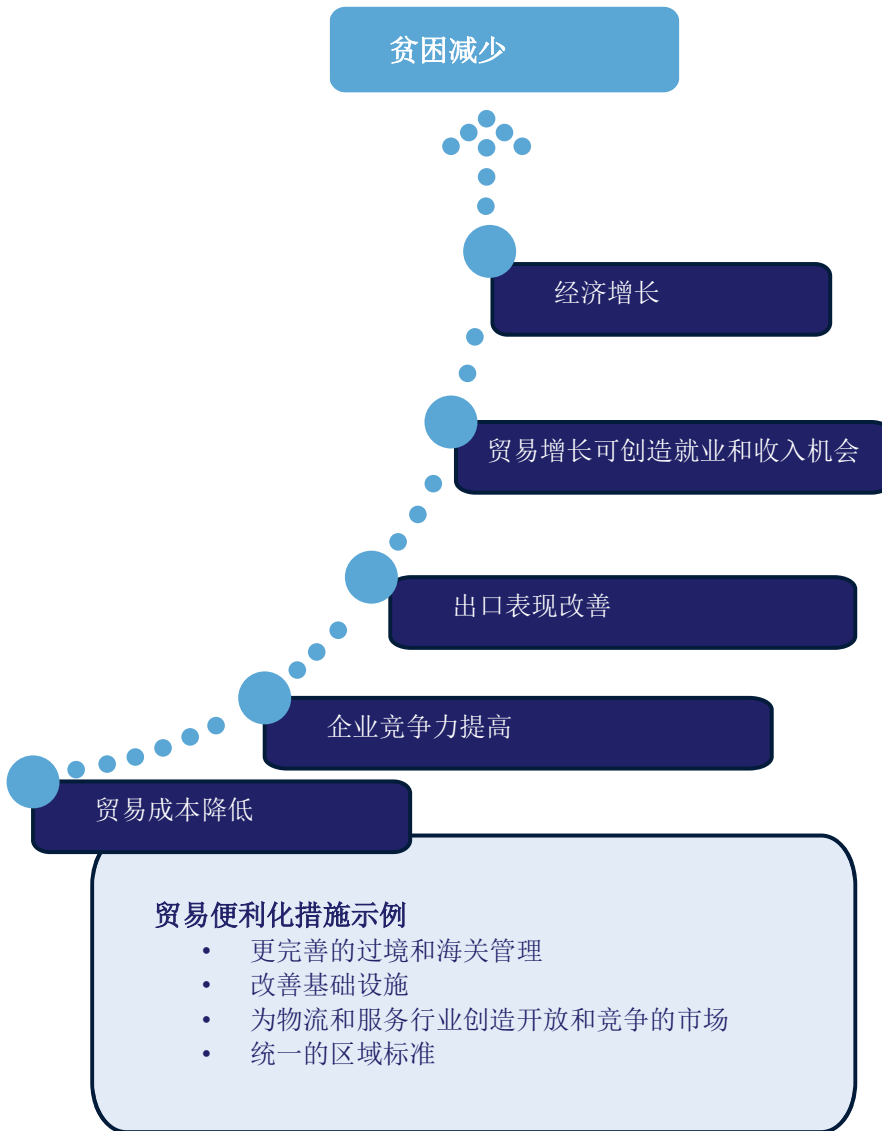 贫困减少
经济增长
贸易增长可创造就业和收入机会
出口表现改善
企业竞争力提高
贸易成本降低
贸易便利化措施示例
• 更完善的过境和海关管理
• 改善基础设施
• 为物流和服务行业创造开放和竞争的市场
• 统一的区域标准